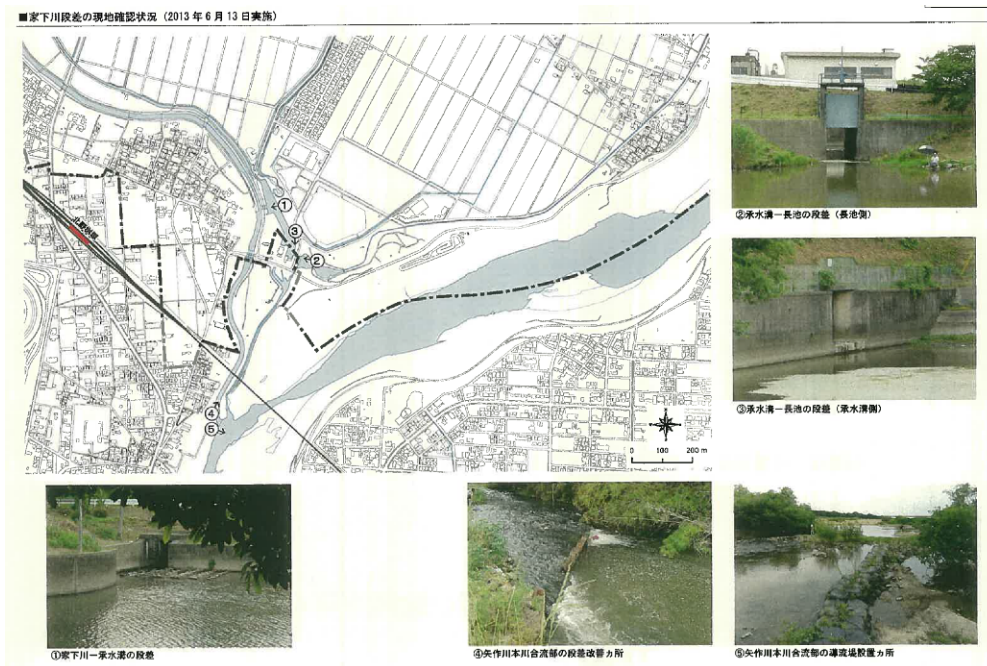 ■家下川段差の現地確認状況（2013年6月13日実施）
①
③
②
④
⑤
0 100 200 m
②承水溝－長池の段差（長池側）
③承水溝－長池の段差（承水溝側）
①家下川－承水溝の段差
④矢作川本川合流部の段差改善ヵ所
⑤矢作川本川合流部の導流堤設置ヵ所